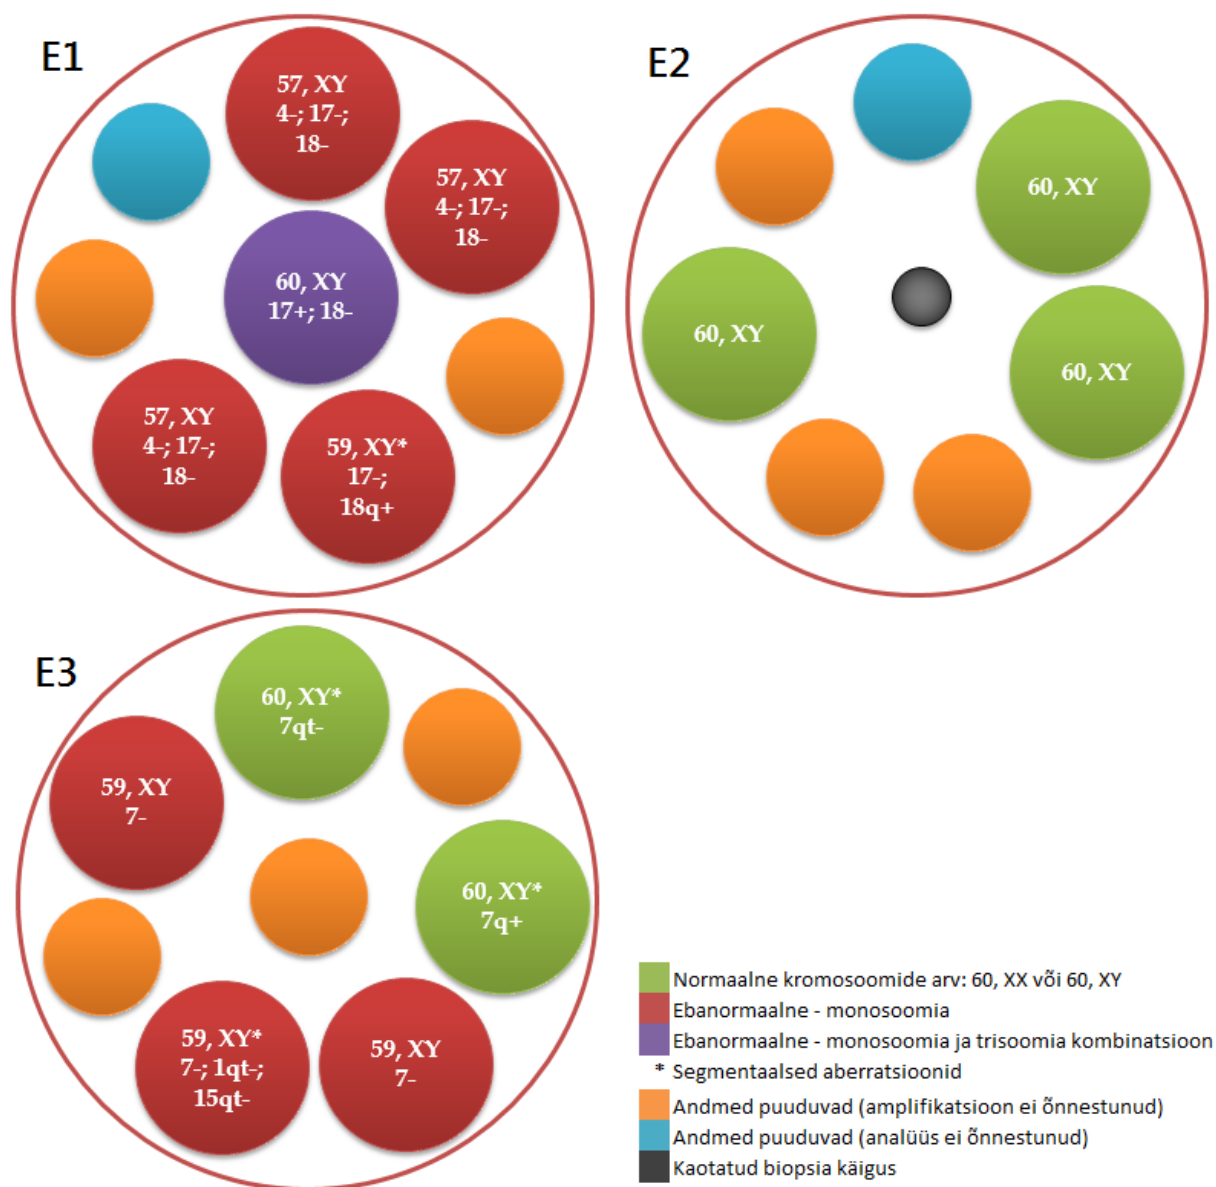 E1
57, XY
4-; 17-;
18-
57, XY
4-; 17-;
18-
60, XY
17+; 18-
57, XY
4-; 17-;
18-
59, XY*
17-;
18q+
E2
60, XY
60, XY
60, XY
E3
60, XY*
7qt-
59, XY
7-
60, XY*
7q+
59, XY*
7-; 1qt-;
15qt-
59, XY
7-
Normaalne kromosoomide arv: 60, XX või 60, XY
Ebanormaalne - monosoomia
Ebanormaalne - monosoomia ja trisoomia kombinatsioon
* Segmentaalsed aberratsioonid
Andmed puuduvad (amplifikatsioon ei õnnestunud)
Andmed puuduvad (analüüs ei õnnestunud)
Kaotatud biopsia käigus